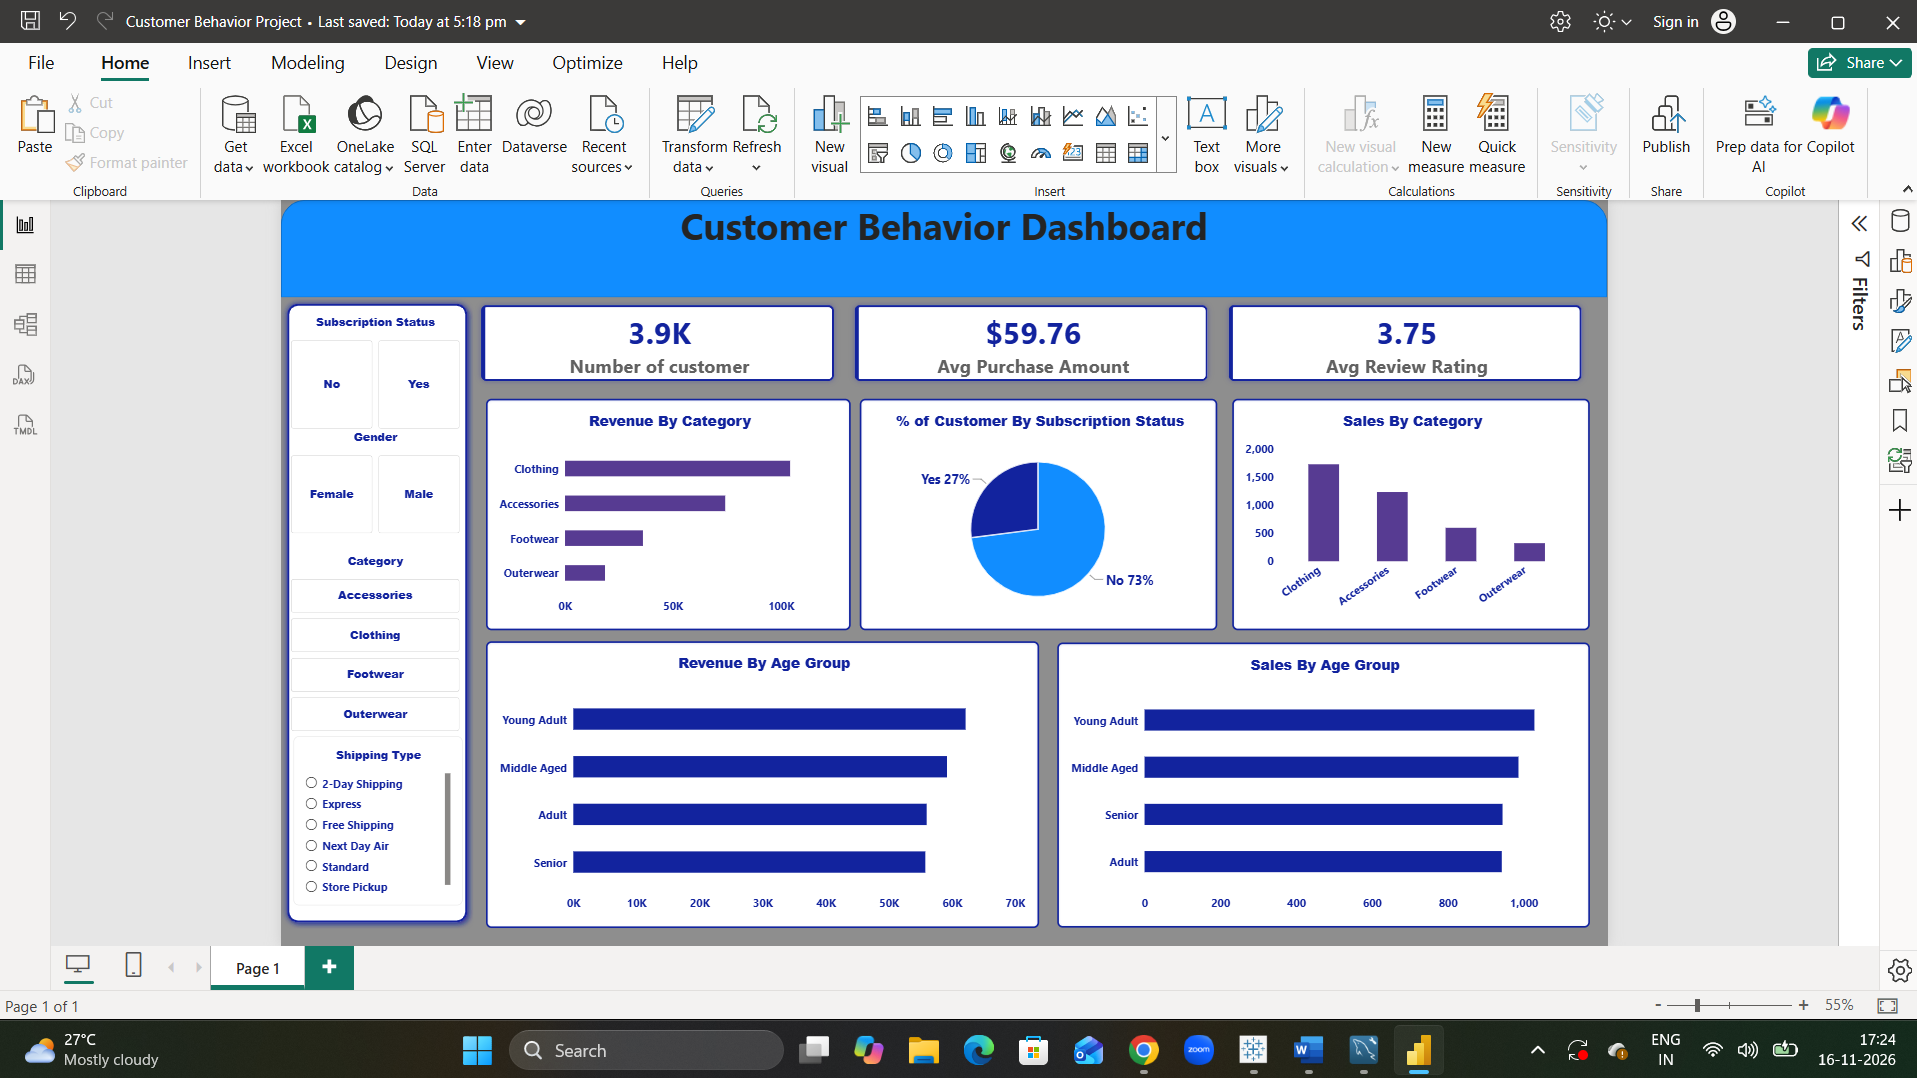 Customer Behavior Project • Last saved: Today at 5:18 pm
Sign in
File
Home
Insert
Modeling
Design
View
Optimize
Help
Share
Paste
Cut
Copy
Format painter
Clipboard
Get data
Excel workbook
OneLake catalog
SQL Server
Enter data
Dataverse
Recent sources
Data
Transform data
Refresh
Queries
New visual
Text box
More visuals
Insert
New visual calculation
New measure
Quick measure
Calculations
Sensitivity
Sensitivity
Publish
Share
Prep data for AI
Copilot
Copilot
DAX
TMDL
Filters
Customer Behavior Dashboard
Subscription Status
No
Yes
Gender
Female
Male
Category
Accessories
Clothing
Footwear
Outerwear
Shipping Type
2-Day Shipping
Express
Free Shipping
Next Day Air
Standard
Store Pickup
3.9K
Number of customer
$59.76
Avg Purchase Amount
3.75
Avg Review Rating
Revenue By Category
Clothing
Accessories
Footwear
Outerwear
0K 50K 100K
% of Customer By Subscription Status
Yes 27%
No 73%
Sales By Category
2,000
1,500
1,000
500
0
Clothing
Accessories
Footwear
Outerwear
Revenue By Age Group
Young Adult
Middle Aged
Adult
Senior
0K 10K 20K 30K 40K 50K 60K 70K
Sales By Age Group
Young Adult
Middle Aged
Senior
Adult
0 200 400 600 800 1,000
Page 1
Page 1 of 1
- + 55%
27°C
Mostly cloudy
Search
zoom
ENG
IN
17:24
16-11-2026